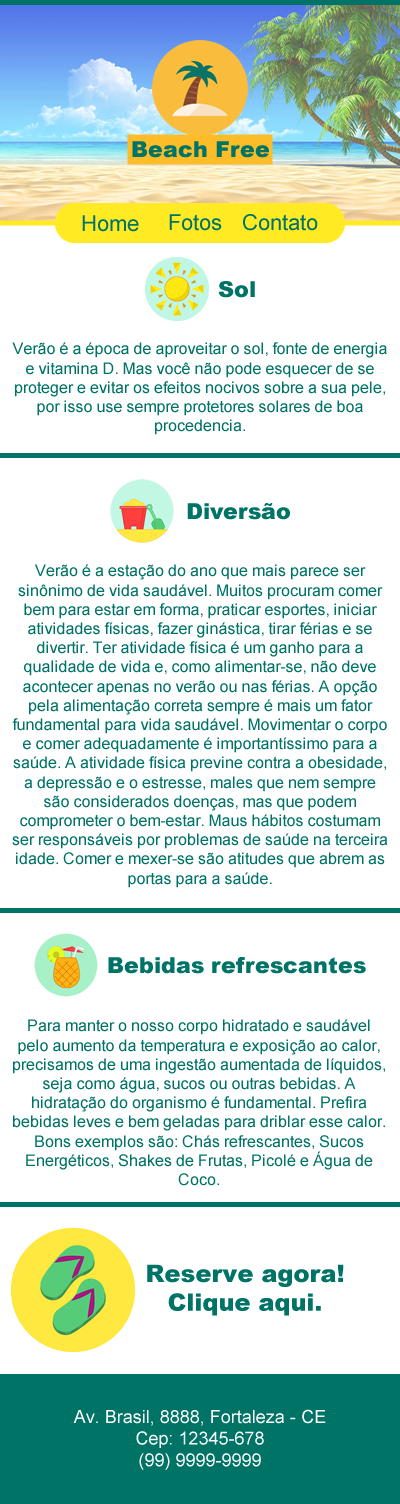 Beach Free
Home Fotos Contato
Sol
Verão é a época de aproveitar o sol, fonte de energia
e vitamina D. Mas você não pode esquecer de se
proteger e evitar os efeitos nocivos sobre a sua pele,
por isso use sempre protetores solares de boa
procedencia.
Diversão
Verão é a estação do ano que mais parece ser
sinônimo de vida saudável. Muitos procuram comer
bem para estar em forma, praticar esportes, iniciar
atividades físicas, fazer ginástica, tirar férias e se
divertir. Ter atividade física é um ganho para a
qualidade de vida e, como alimentar-se, não deve
acontecer apenas no verão ou nas férias. A opção
pela alimentação correta sempre é mais um fator
fundamental para vida saudável. Movimentar o corpo
e comer adequadamente é importantíssimo para a
saúde. A atividade física previne contra a obesidade,
a depressão e o estresse, males que nem sempre
são considerados doenças, mas que podem
comprometer o bem-estar. Maus hábitos costumam
ser responsáveis por problemas de saúde na terceira
idade. Comer e mexer-se são atitudes que abrem as
portas para a saúde.
Bebidas refrescantes
Para manter o nosso corpo hidratado e saudável
pelo aumento da temperatura e exposição ao calor,
precisamos de uma ingestão aumentada de líquidos,
seja como água, sucos ou outras bebidas. A
hidratação do organismo é fundamental. Prefira
bebidas leves e bem geladas para driblar esse calor.
Bons exemplos são: Chás refrescantes, Sucos
Energéticos, Shakes de Frutas, Picolé e Água de
Coco.
Reserve agora!
Clique aqui.
Av. Brasil, 8888, Fortaleza - CE
Cep: 12345-678
(99) 9999-9999